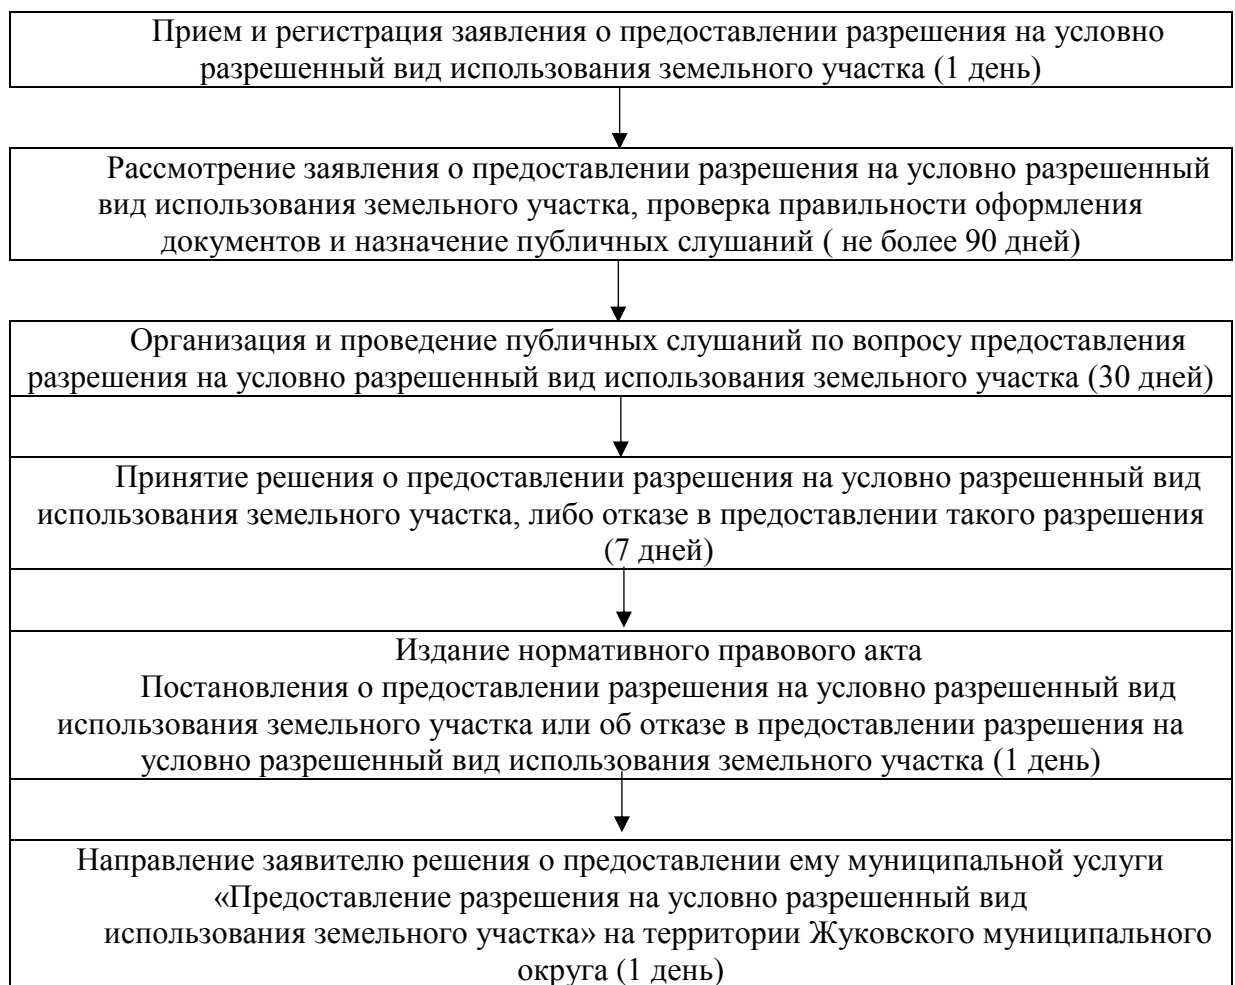 Прием и регистрация заявления о предоставлении разрешения на условно
разрешенный вид использования земельного участка (1 день)
Рассмотрение заявления о предоставлении разрешения на условно разрешенный
вид использования земельного участка, проверка правильности оформления
документов и назначение публичных слушаний ( не более 90 дней)
Организация и проведение публичных слушаний по вопросу предоставления
разрешения на условно разрешенный вид использования земельного участка (30 дней)
Принятие решения о предоставлении разрешения на условно разрешенный вид
использования земельного участка, либо отказе в предоставлении такого разрешения
(7 дней)
Издание нормативного правового акта
Постановления о предоставлении разрешения на условно разрешенный вид
использования земельного участка или об отказе в предоставлении разрешения на
условно разрешенный вид использования земельного участка (1 день)
Направление заявителю решения о предоставлении ему муниципальной услуги
«Предоставление разрешения на условно разрешенный вид
использования земельного участка» на территории Жуковского муниципального
округа (1 день)